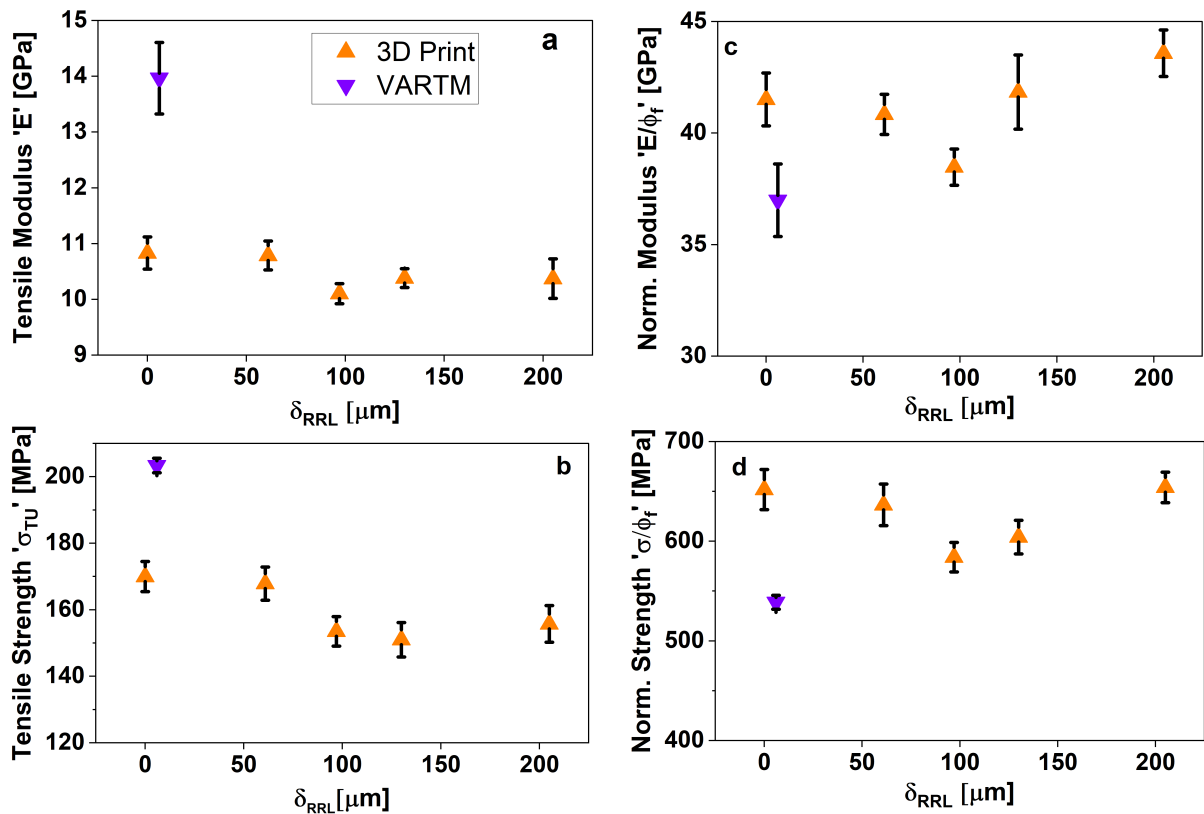 Tensile Modulus 'E' [GPa]
15
14
13
12
11
10
9
a
3D Print
VARTM
0 50 100 150 200
δRRL [μm]
Norm. Modulus 'E/ϕf' [GPa]
45
40
35
30
c
0 50 100 150 200
δRRL [μm]
Tensile Strength 'σTU' [MPa]
200
180
160
140
120
b
0 50 100 150 200
δRRL[μm]
Norm. Strength 'σ/ϕf' [MPa]
700
600
500
400
d
0 50 100 150 200
δRRL [μm]